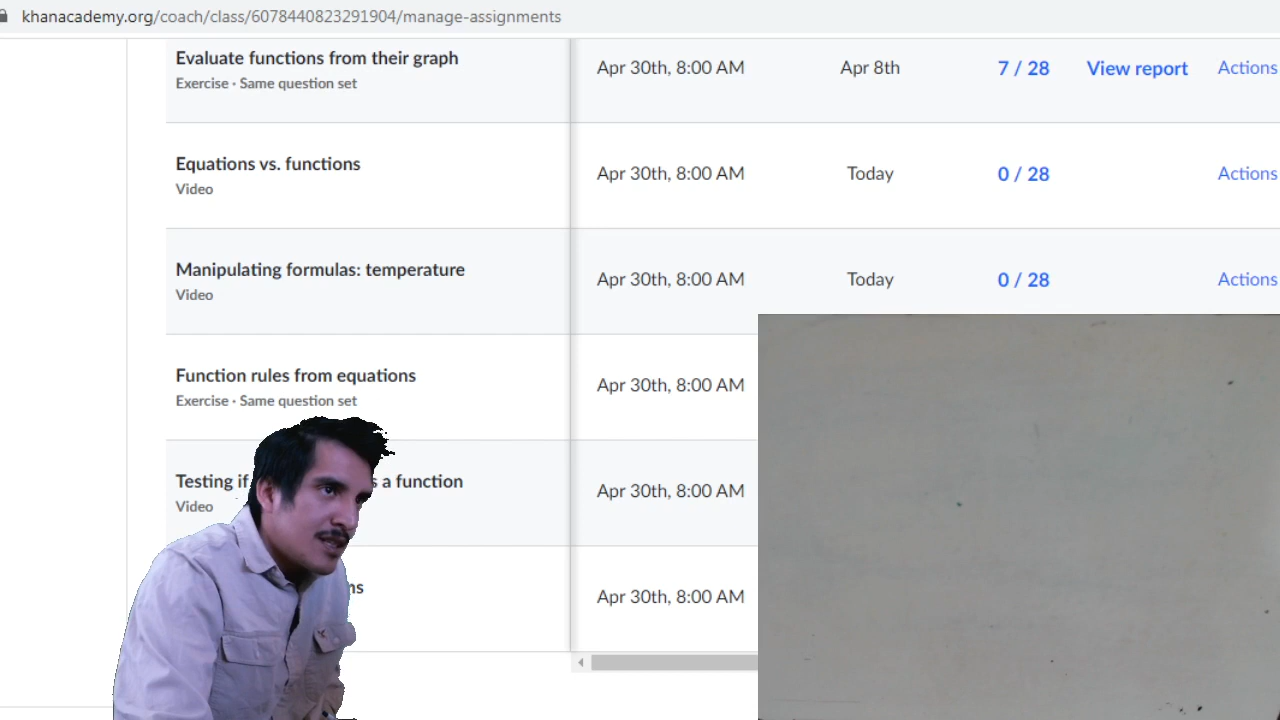 khanacademy.org/coach/class/6078440823291904/manage-assignments
Evaluate functions from their graph
Exercise · Same question set
Apr 30th, 8:00 AM
Apr 8th
7 / 28
View report
Actions
Equations vs. functions
Video
Apr 30th, 8:00 AM
Today
0 / 28
Actions
Manipulating formulas: temperature
Video
Apr 30th, 8:00 AM
Today
0 / 28
Actions
Function rules from equations
Exercise · Same question set
Apr 30th, 8:00 AM
Testing if a function
Video
Apr 30th, 8:00 AM
Apr 30th, 8:00 AM